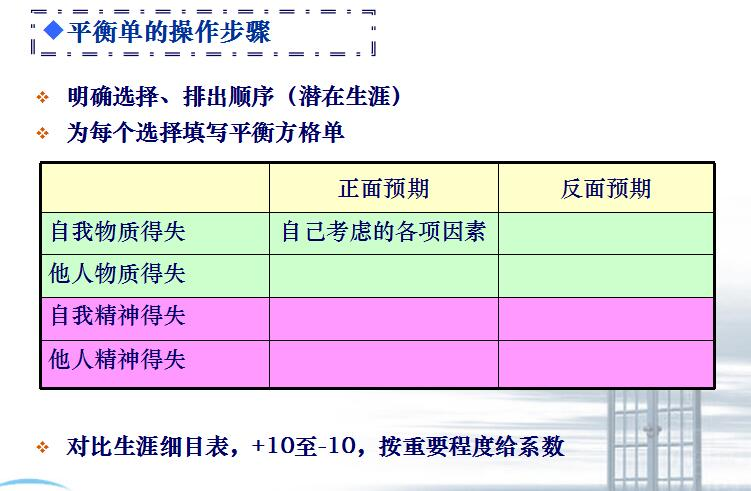 平衡单的操作步骤
明确选择、排出顺序（潜在生涯）
为每个选择填写平衡方格单
正面预期 反面预期
自我物质得失 自己考虑的各项因素
他人物质得失
自我精神得失
他人精神得失
对比生涯细目表，+10至-10，按重要程度给系数